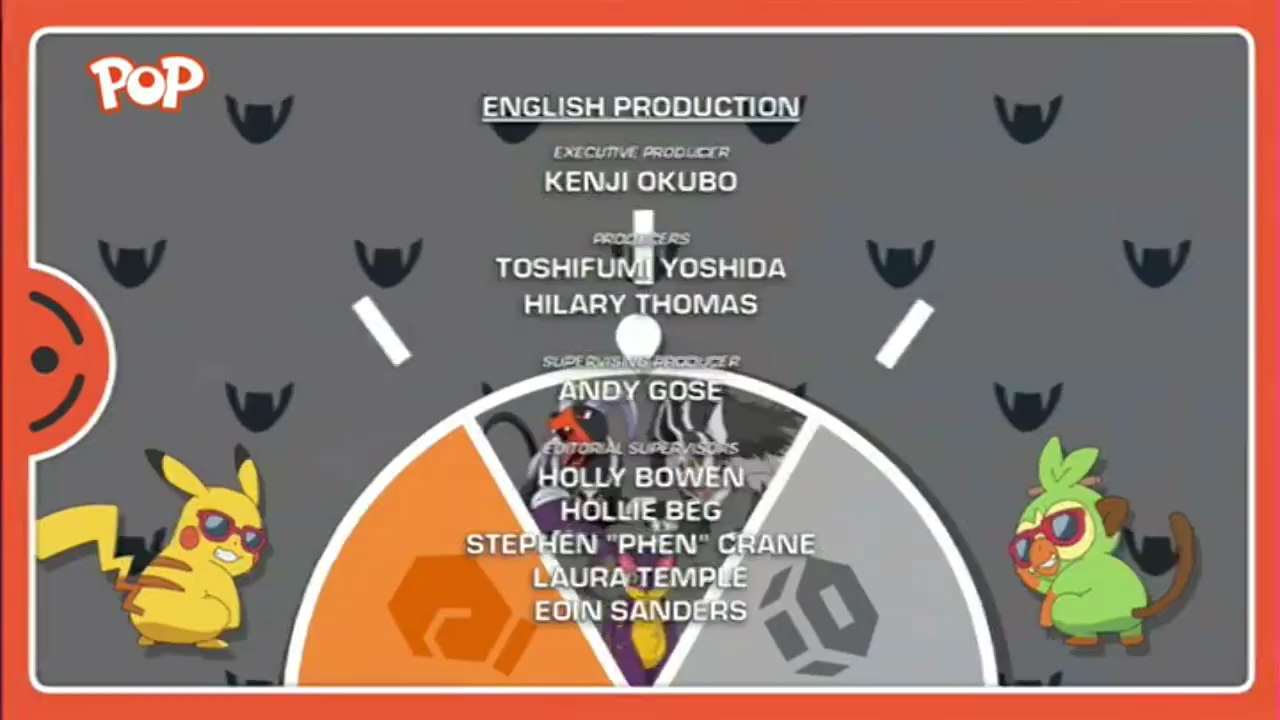 POP
ENGLISH PRODUCTION
EXECUTIVE PRODUCER
KENJI OKUBO
PRODUCERS
TOSHIFUMI YOSHIDA
HILARY THOMAS
SUPERVISING PRODUCER
ANDY GOSE
EDITORIAL SUPERVISORS
HOLLY BOWEN
HOLLIE BEG
STEPHEN "PHEN" CRANE
LAURA TEMPLE
EOIN SANDERS